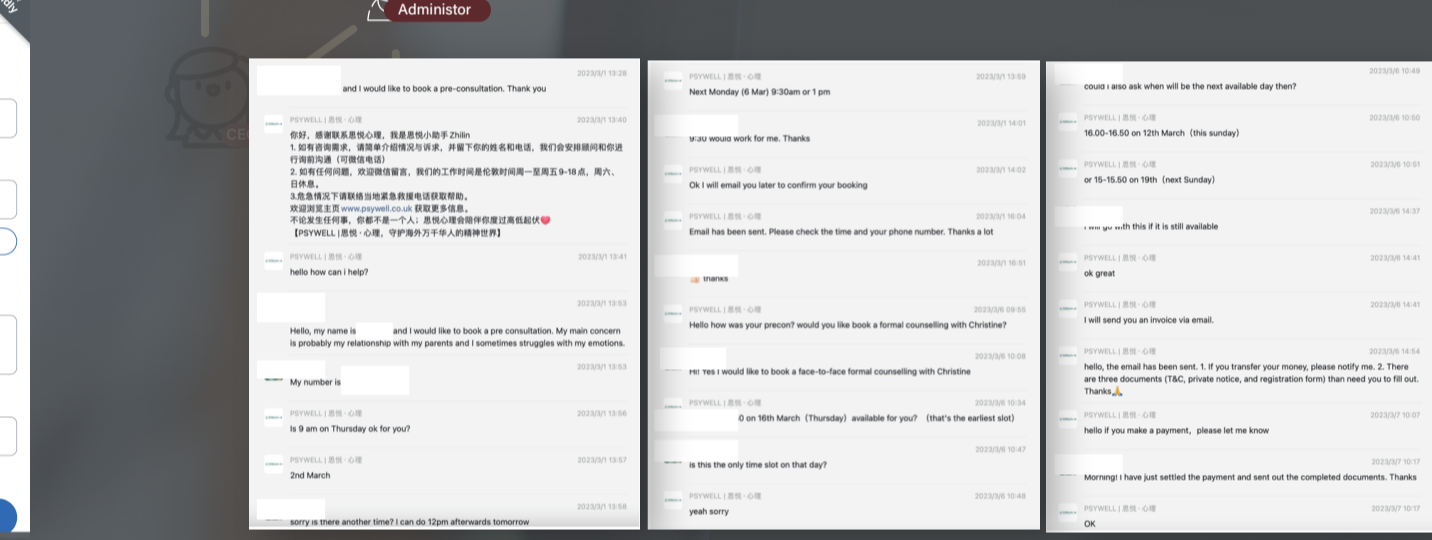 dly
Administor
CEO
2023/3/1 13:28
and I would like to book a pre-consultation. Thank you
PSYWELL | 思悦 · 心理
2023/3/1 13:40
你好，感谢联系思悦心理，我是思悦小助手 Zhilin
1. 如有咨询需求，请简单介绍情况与诉求，并留下你的姓名和电话，我们会安排顾问和你进
行询前沟通（可微信电话）
2. 如有任何问题，欢迎微信留言，我们的工作时间是伦敦时间周一至周五 9-18 点，周六、
日休息。
3.危急情况下请联络当地紧急救援电话获取帮助。
欢迎浏览主页 www.psywell.co.uk 获取更多信息。
不论发生任何事，你都不是一个人；思悦心理会陪伴你度过高低起伏❤️
【PSYWELL |思悦 · 心理，守护海外万千华人的精神世界】
PSYWELL | 思悦 · 心理
2023/3/1 13:41
hello how can i help?
2023/3/1 13:53
Hello, my name is and I would like to book a pre consultation. My main concern
is probably my relationship with my parents and I sometimes struggles with my emotions.
2023/3/1 13:53
My number is
PSYWELL | 思悦 · 心理
2023/3/1 13:56
Is 9 am on Thursday ok for you?
PSYWELL | 思悦 · 心理
2023/3/1 13:57
2nd March
2023/3/1 13:58
sorry is there another time? I can do 12pm afterwards tomorrow
PSYWELL | 思悦 · 心理
2023/3/1 13:59
Next Monday (6 Mar) 9:30am or 1 pm
2023/3/1 14:01
9:30 would work for me. Thanks
PSYWELL | 思悦 · 心理
2023/3/1 14:02
Ok I will email you later to confirm your booking
PSYWELL | 思悦 · 心理
2023/3/1 16:04
Email has been sent. Please check the time and your phone number. Thanks a lot
2023/3/1 16:51
thanks
PSYWELL | 思悦 · 心理
2023/3/6 09:55
Hello how was your precon? would you like book a formal counselling with Christine?
2023/3/6 10:08
Hi! Yes I would like to book a face-to-face formal counselling with Christine
PSYWELL | 思悦 · 心理
2023/3/6 10:34
0 on 16th March（Thursday）available for you? （that's the earliest slot)
2023/3/6 10:47
is this the only time slot on that day?
PSYWELL | 思悦 · 心理
2023/3/6 10:48
yeah sorry
2023/3/6 10:49
could I also ask when will be the next available day then?
PSYWELL | 思悦 · 心理
2023/3/6 10:50
16.00-16.50 on 12th March（this sunday）
PSYWELL | 思悦 · 心理
2023/3/6 10:51
or 15-15.50 on 19th（next Sunday）
2023/3/6 14:37
I will go with this if it is still available
PSYWELL | 思悦 · 心理
2023/3/6 14:41
ok great
PSYWELL | 思悦 · 心理
2023/3/6 14:41
I will send you an invoice via email.
PSYWELL | 思悦 · 心理
2023/3/6 14:54
hello, the email has been sent. 1. If you transfer your money, please notify me. 2. There
are three documents (T&C, private notice, and registration form) than need you to fill out.
Thanks🙏
PSYWELL | 思悦 · 心理
2023/3/7 10:07
hello if you make a payment，please let me know
2023/3/7 10:17
Morning! I have just settled the payment and sent out the completed documents. Thanks
PSYWELL | 思悦 · 心理
2023/3/7 10:17
OK